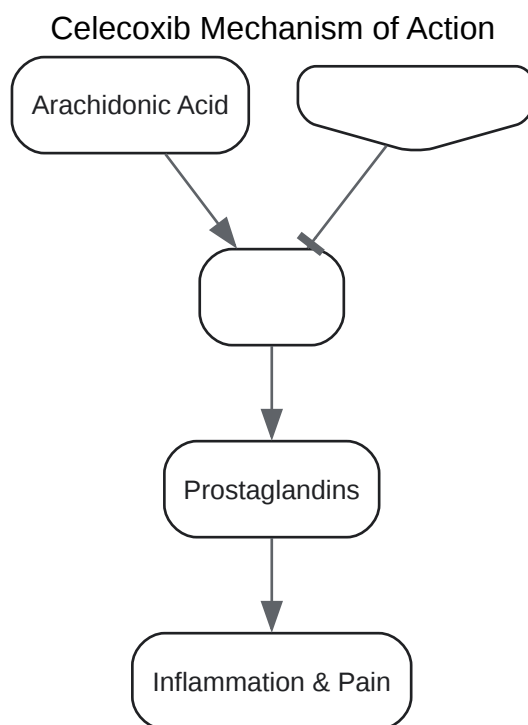 Celecoxib Mechanism of Action
Arachidonic Acid
Prostaglandins
Inflammation & Pain